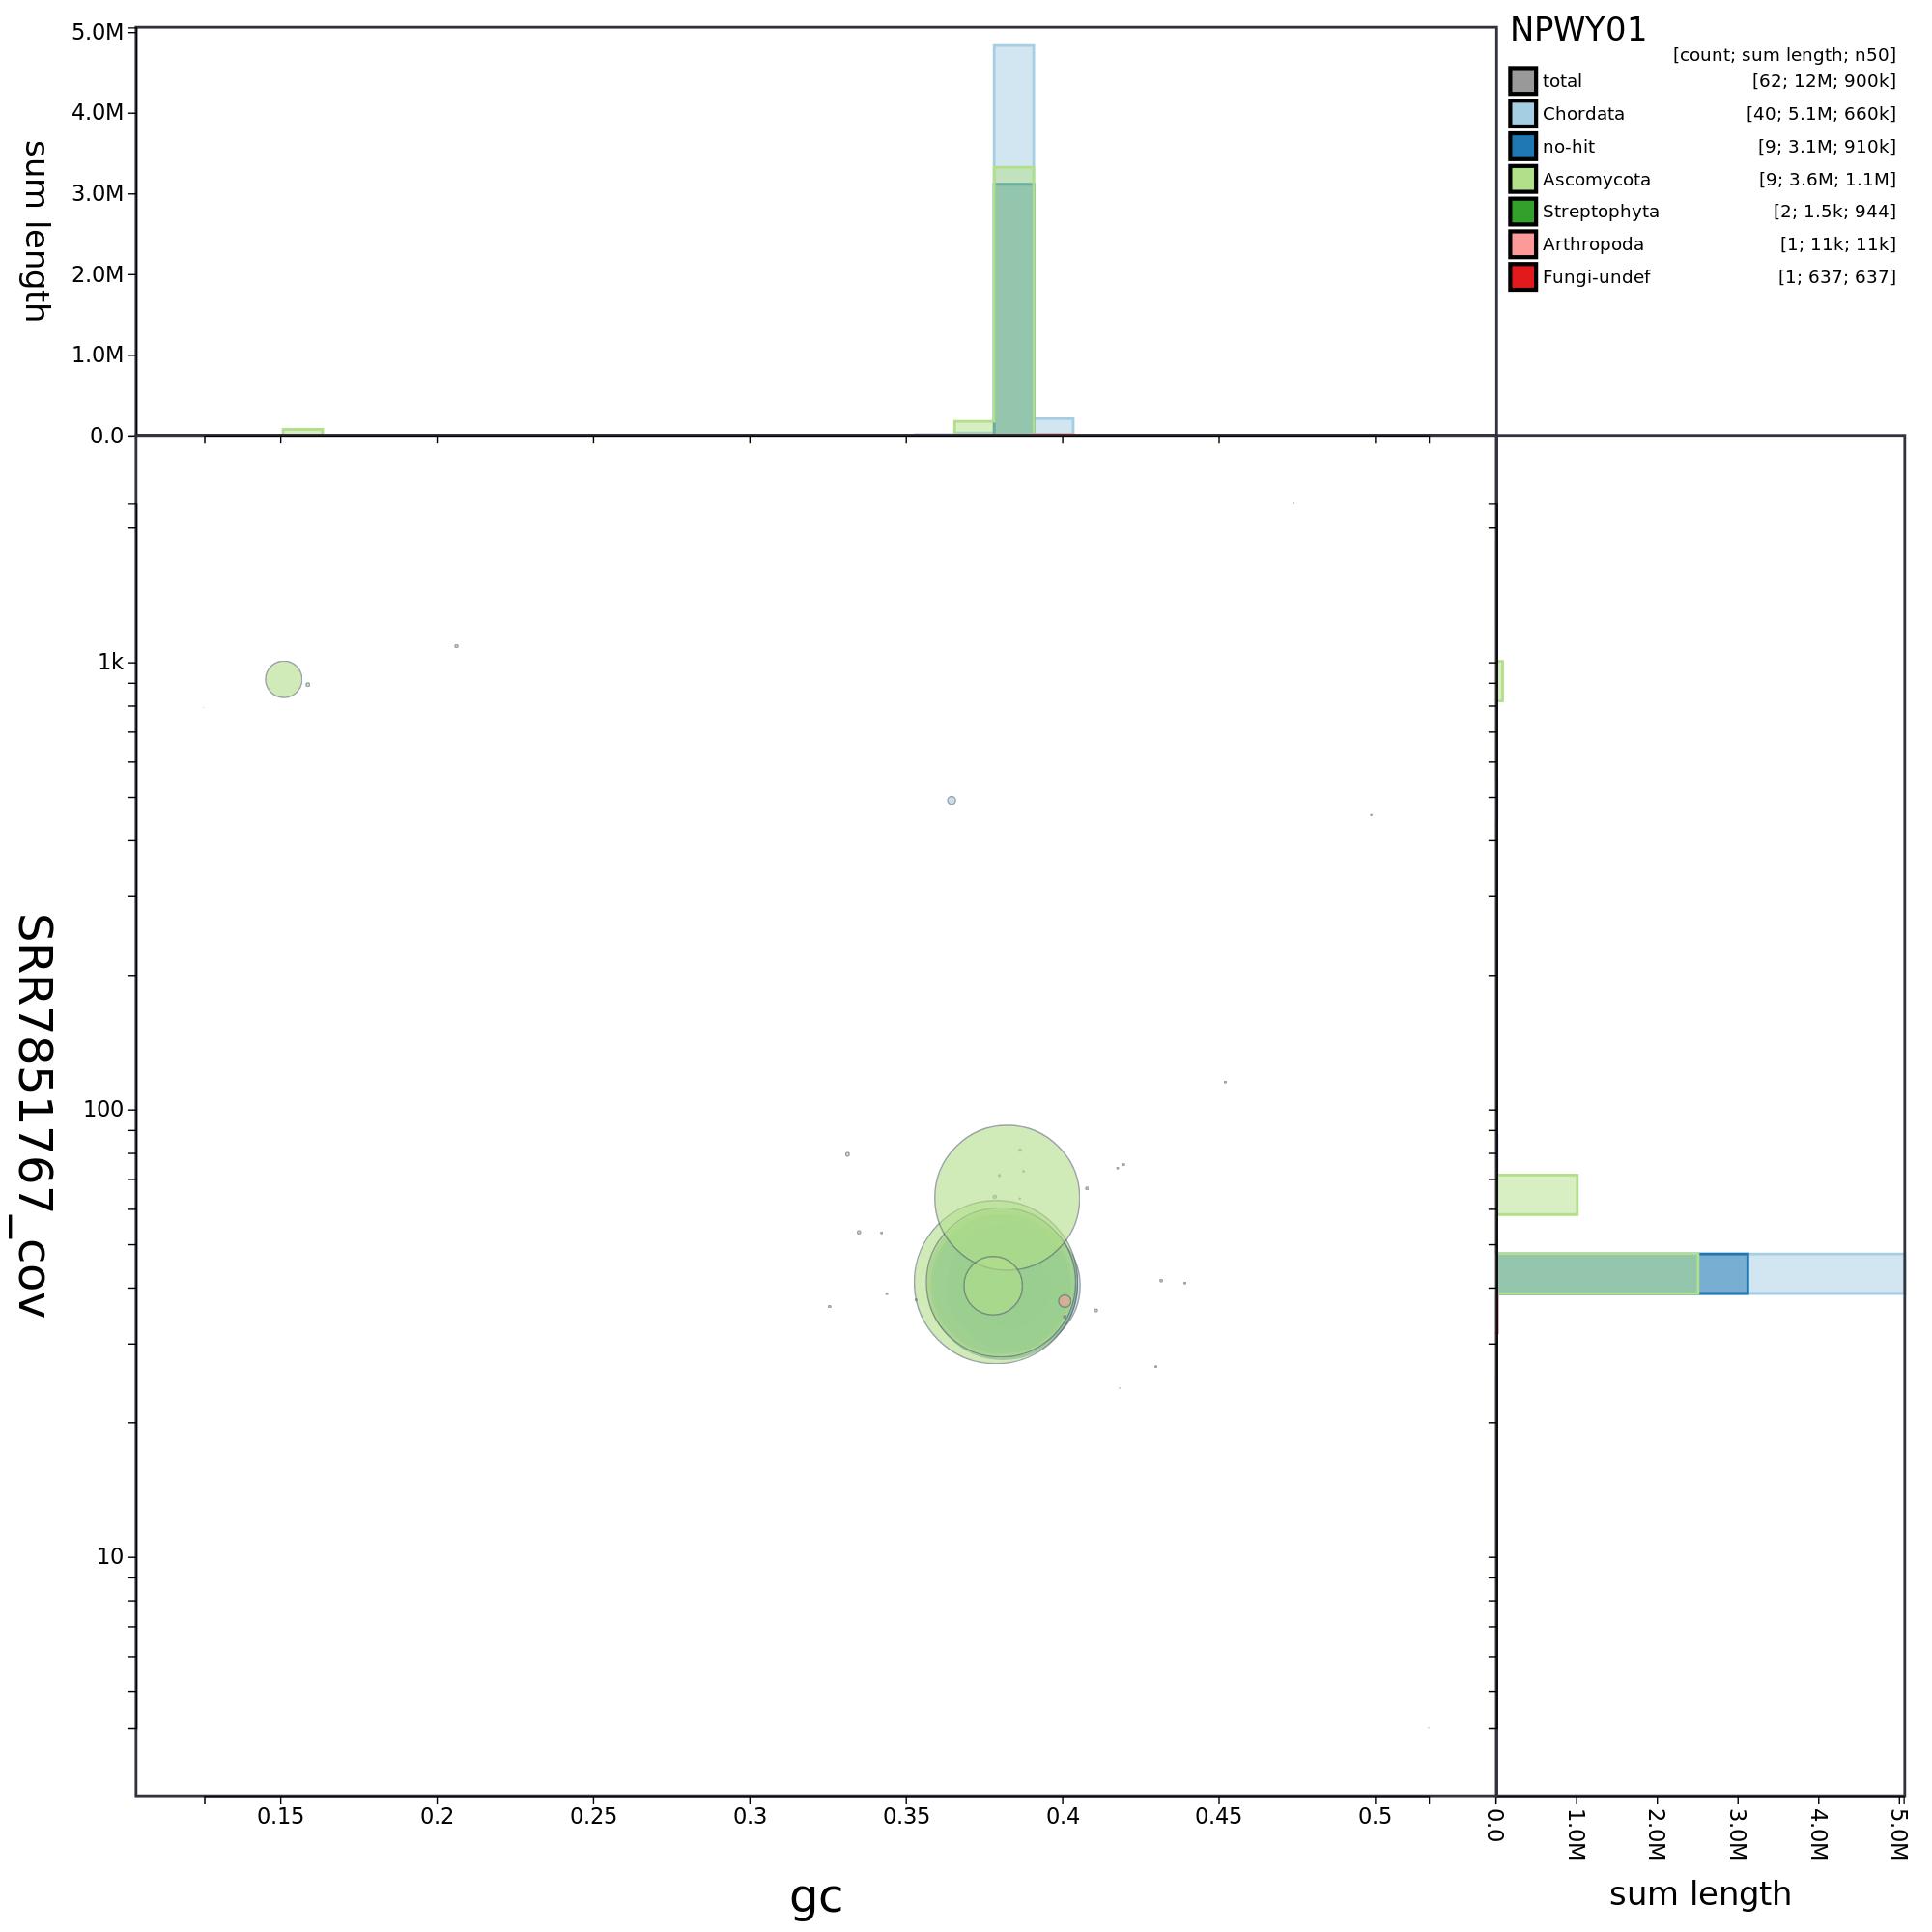 NPWY01
[count; sum length; n50]
total [62; 12M; 900k]
Chordata [40; 5.1M; 660k]
no-hit [9; 3.1M; 910k]
Ascomycota [9; 3.6M; 1.1M]
Streptophyta [2; 1.5k; 944]
Arthropoda [1; 11k; 11k]
Fungi-undef [1; 637; 637]
sum length
5.0M
4.0M
3.0M
2.0M
1.0M
0.0
SRR7851767_cov
1k
100
10
0.15 0.2 0.25 0.3 0.35 0.4 0.45 0.5
gc
0.0 1.0M 2.0M 3.0M 4.0M 5.0M
sum length